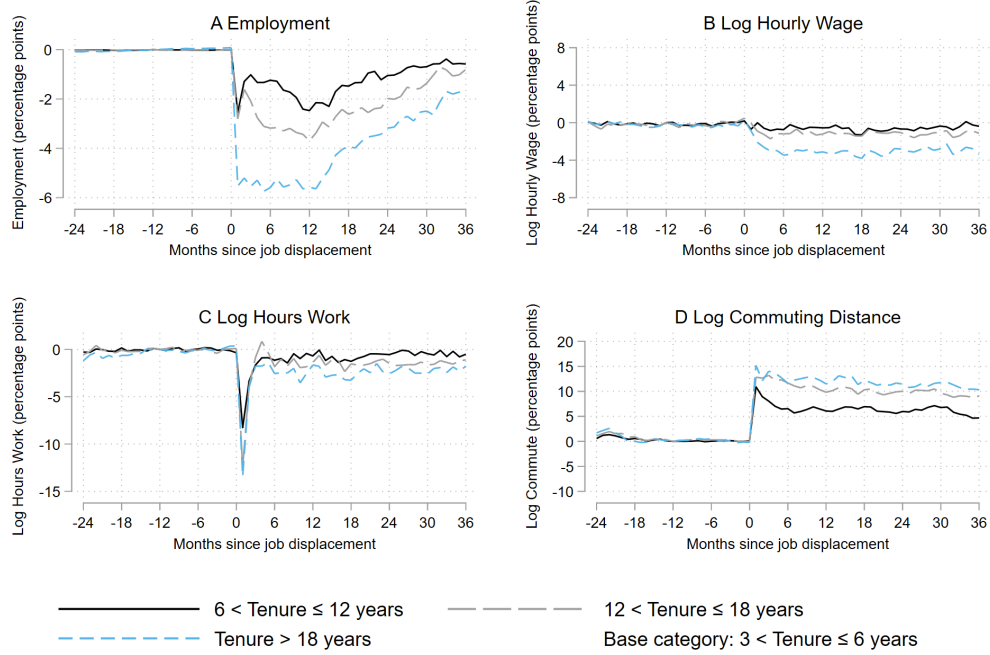 A Employment
Employment (percentage points)
0
-2
-4
-6
-24 -18 -12 -6 0 6 12 18 24 30 36
Months since job displacement
B Log Hourly Wage
Log Hourly Wage (percentage points)
8
4
0
-4
-8
-24 -18 -12 -6 0 6 12 18 24 30 36
Months since job displacement
C Log Hours Work
Log Hours Work (percentage points)
0
-5
-10
-15
-24 -18 -12 -6 0 6 12 18 24 30 36
Months since job displacement
D Log Commuting Distance
Log Commute (percentage points)
20
15
10
5
0
-5
-10
-24 -18 -12 -6 0 6 12 18 24 30 36
Months since job displacement
6 < Tenure ≤ 12 years
12 < Tenure ≤ 18 years
Tenure > 18 years
Base category: 3 < Tenure ≤ 6 years